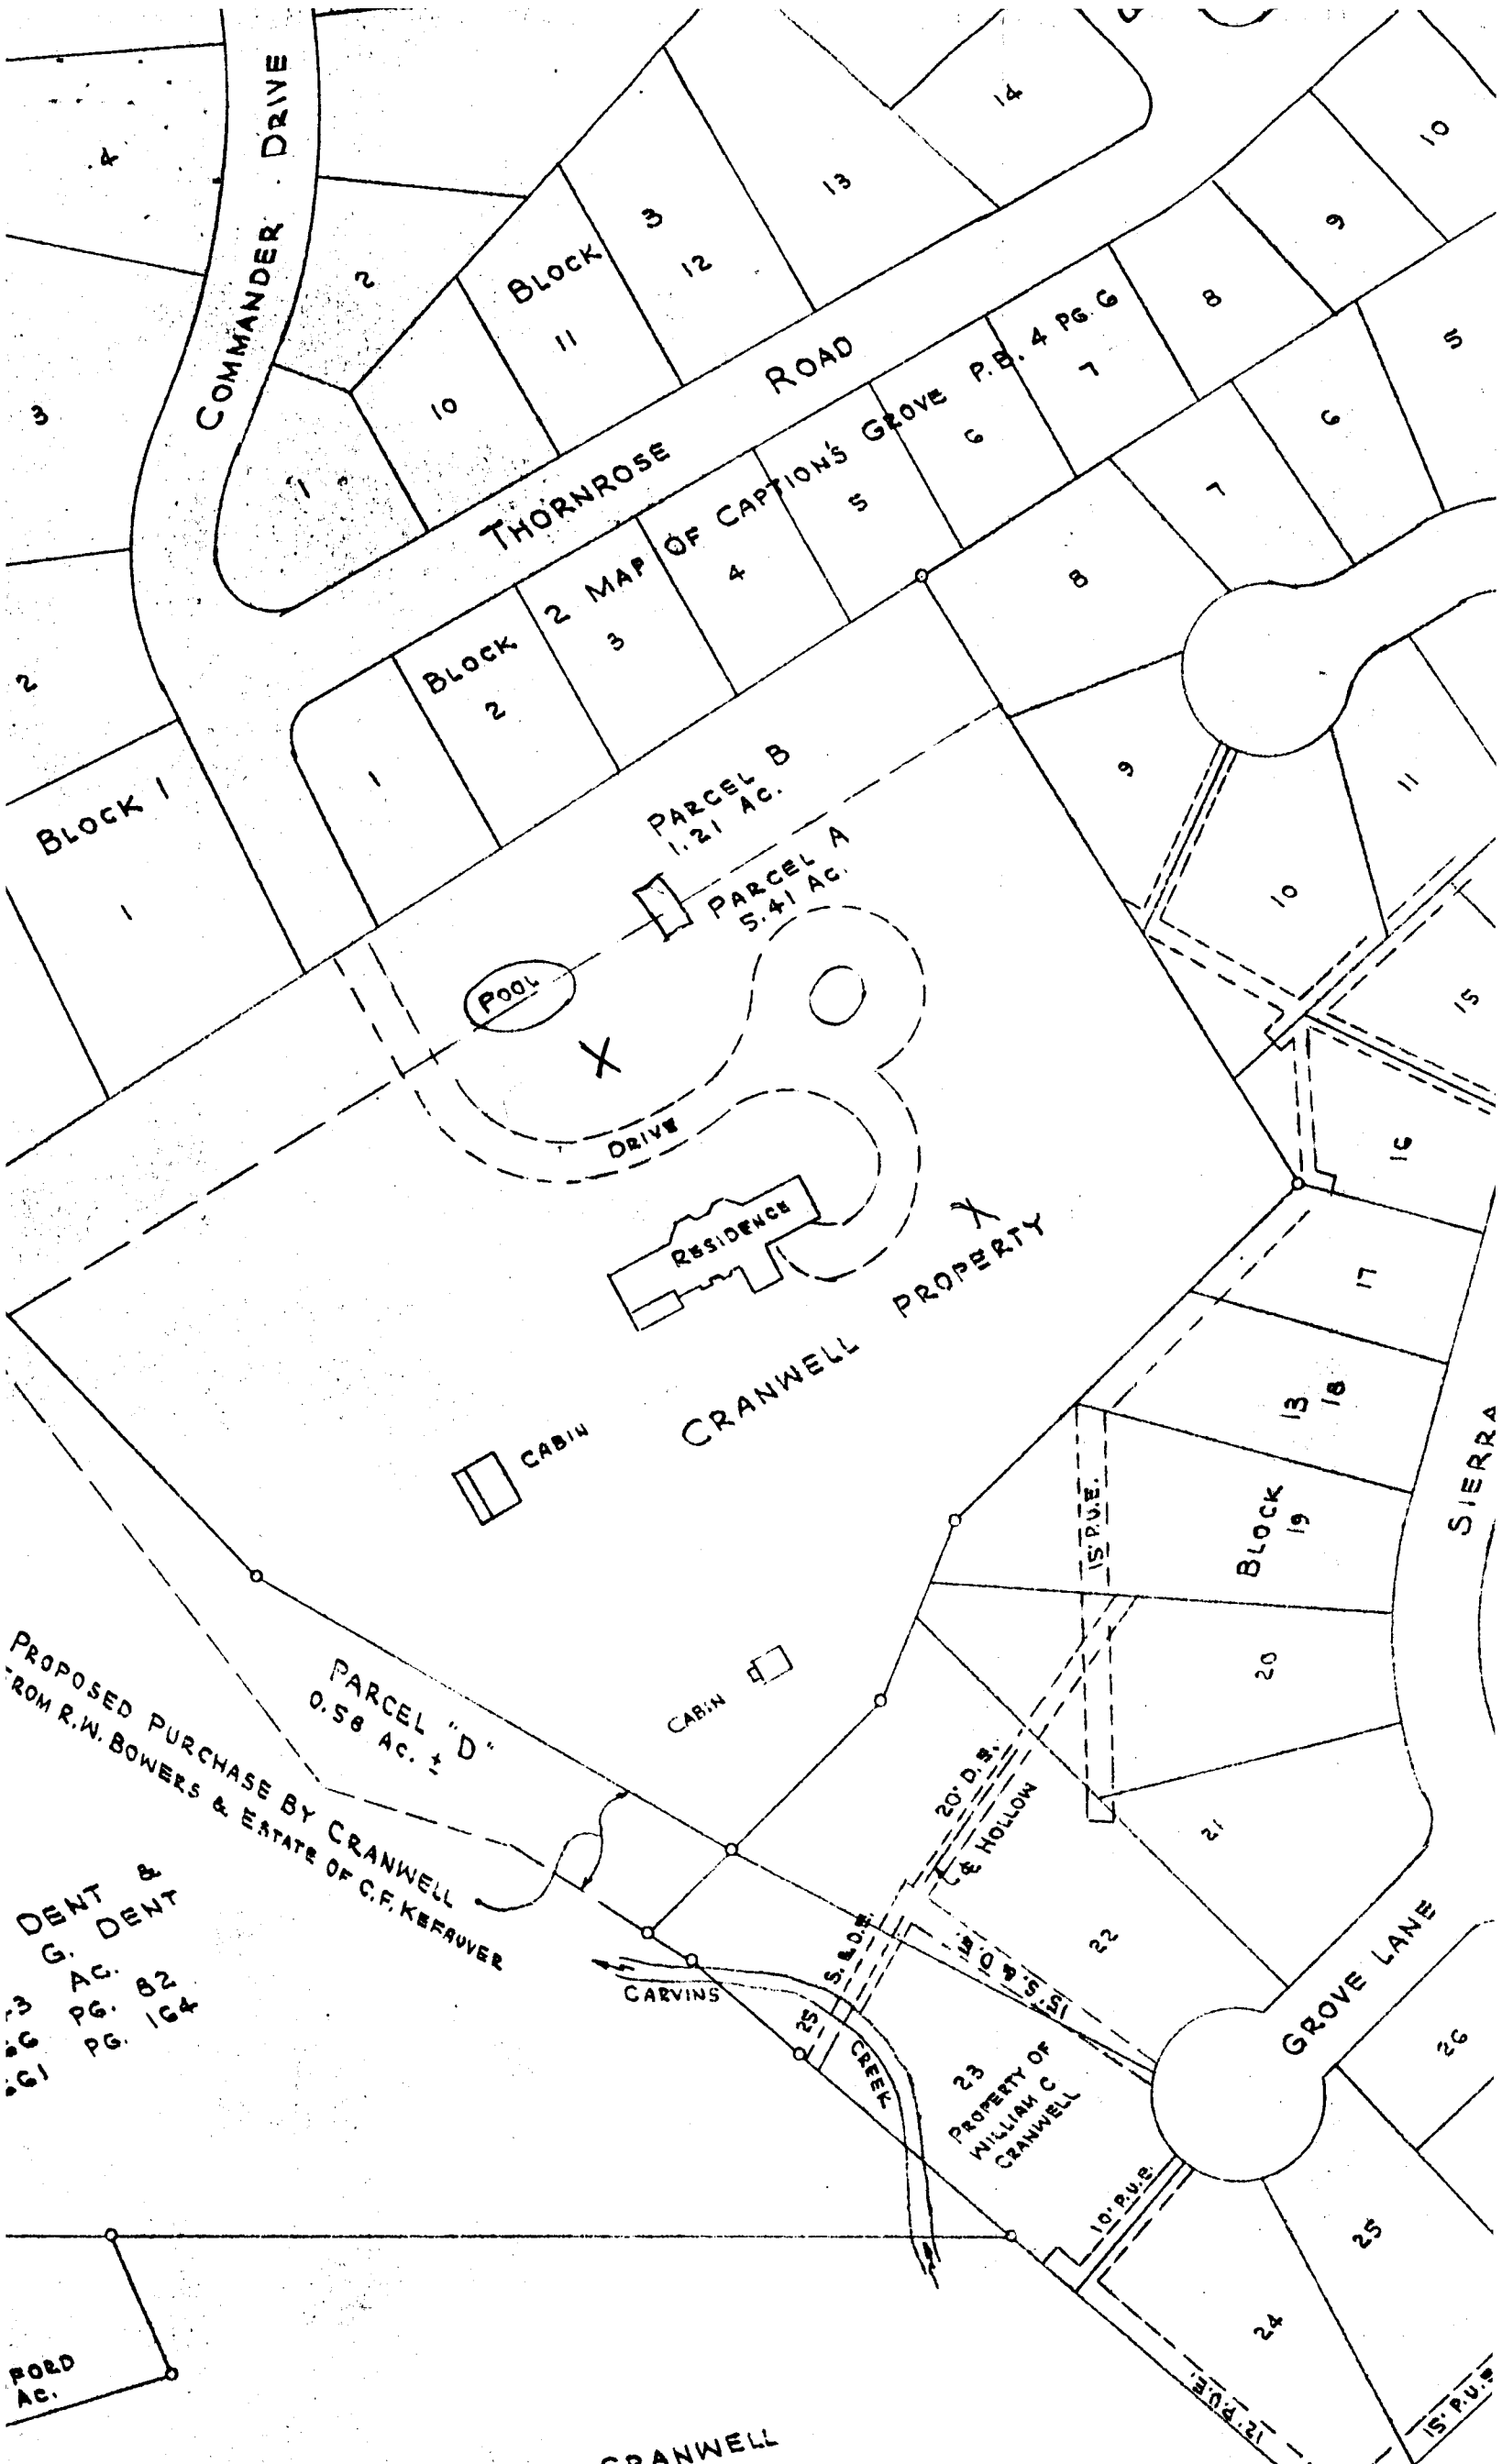 COMMANDER DRIVE
4
3
2
BLOCK 1
1
2
1
10
BLOCK 3
11
12
13
14
THORNROSE ROAD
BLOCK 2 MAP OF CAPTION'S GROVE P.B. 4 PG. 6
1
2
3
4
5
6
7
8
9
10
5
6
7
8
9
10
11
15
16
17
13
18
BLOCK
19
20
21
22
PARCEL B
1.21 AC.
PARCEL A
5.41 AC.
POOL
X
DRIVE
RESIDENCE
X
CRANWELL PROPERTY
CABIN
CABIN
SIERRA
15' P.U.E.
PARCEL "D"
0.58 AC. ±
PROPOSED PURCHASE BY CRANWELL
FROM R.W. BOWERS & ESTATE OF C.F. KEFAUVER
20' D.E.
℄ HOLLOW
25' S. & D.E.
15' S. & D.E.
CARVINS
CREEK
DENT &
G. DENT
AC.
PG. 82
PG. 164
661
23
PROPERTY OF
WILLIAM C
CRANWELL
GROVE LANE
26
25
24
10' P.U.E.
12' P.U.E.
15' P.U.E
FORD
AC.
CRANWELL